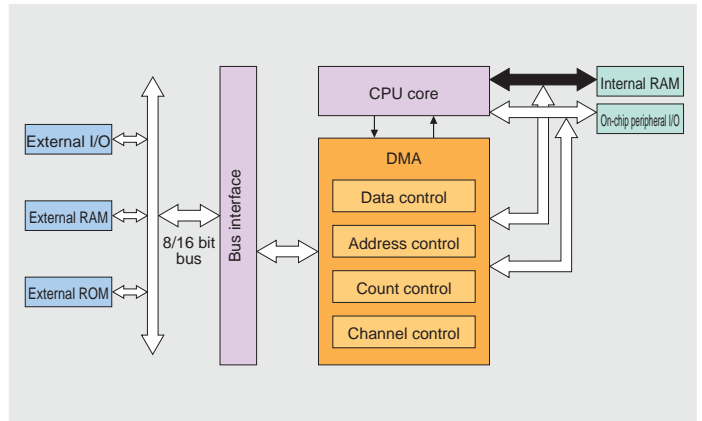 External I/O
External RAM
External ROM
8/16 bit
bus
Bus interface
CPU core
DMA
Data control
Address control
Count control
Channel control
Internal RAM
On-chip peripheral I/O